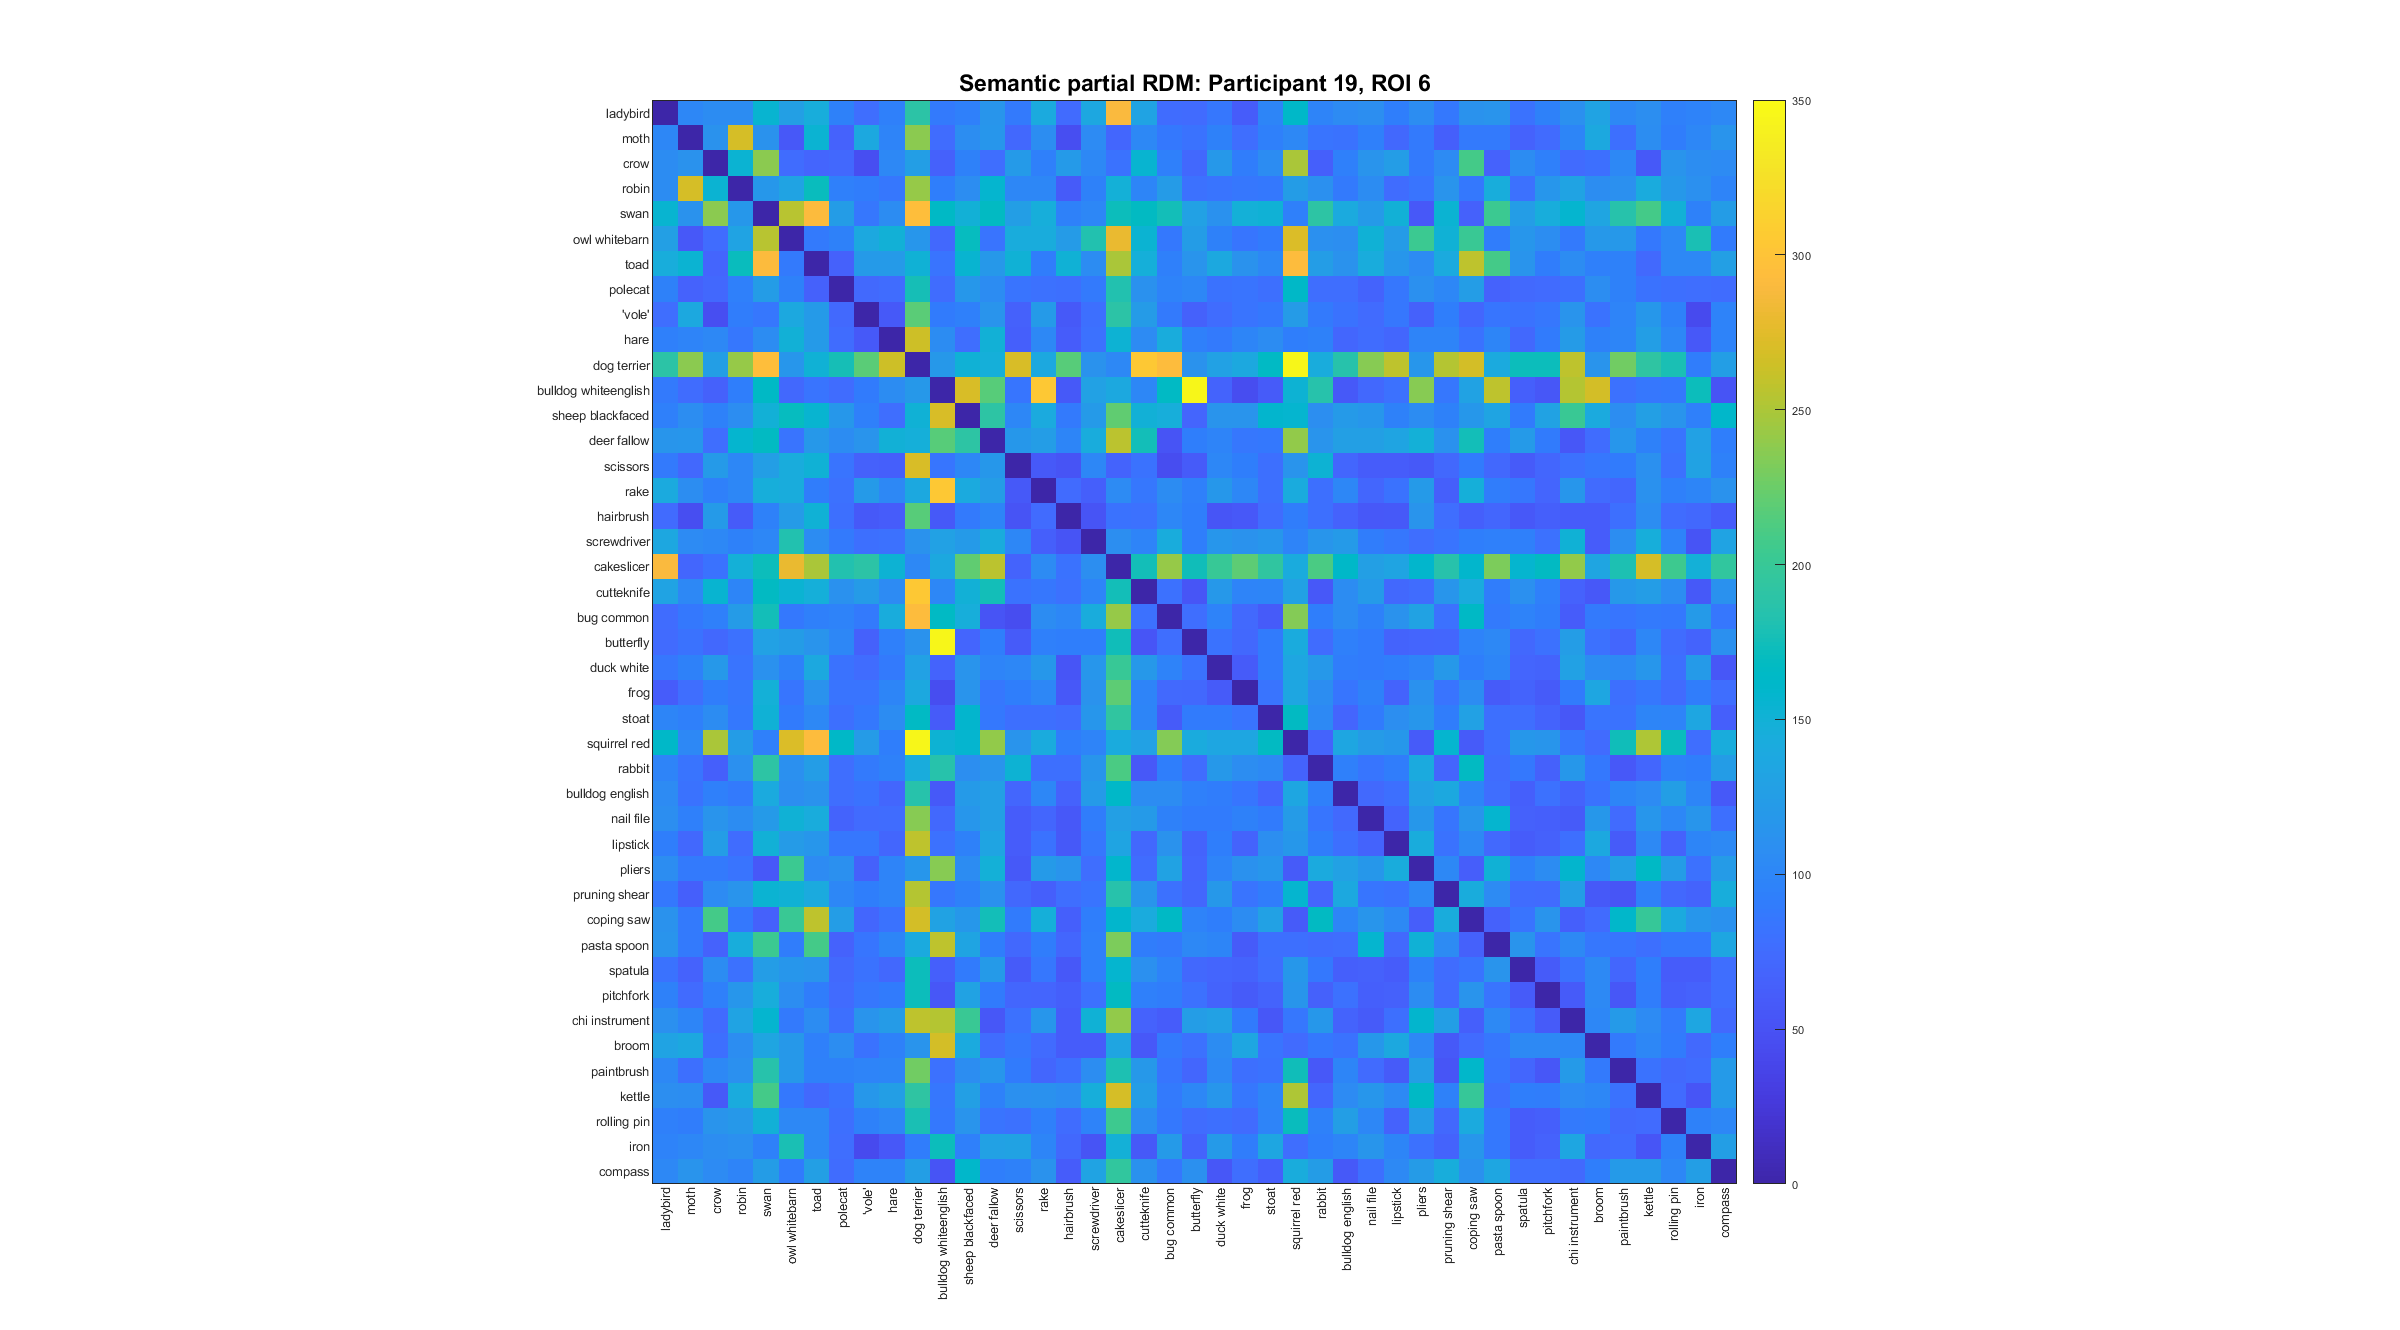 Semantic partial RDM: Participant 19, ROI 6
ladybird
moth
crow
robin
swan
owl whitebarn
toad
polecat
'vole'
hare
dog terrier
bulldog whiteenglish
sheep blackfaced
deer fallow
scissors
rake
hairbrush
screwdriver
cakeslicer
cutteknife
bug common
butterfly
duck white
frog
stoat
squirrel red
rabbit
bulldog english
nail file
lipstick
pliers
pruning shear
coping saw
pasta spoon
spatula
pitchfork
chi instrument
broom
paintbrush
kettle
rolling pin
iron
compass
ladybird
moth
crow
robin
swan
owl whitebarn
toad
polecat
'vole'
hare
dog terrier
bulldog whiteenglish
sheep blackfaced
deer fallow
scissors
rake
hairbrush
screwdriver
cakeslicer
cutteknife
bug common
butterfly
duck white
frog
stoat
squirrel red
rabbit
bulldog english
nail file
lipstick
pliers
pruning shear
coping saw
pasta spoon
spatula
pitchfork
chi instrument
broom
paintbrush
kettle
rolling pin
iron
compass
350
300
250
200
150
100
50
0